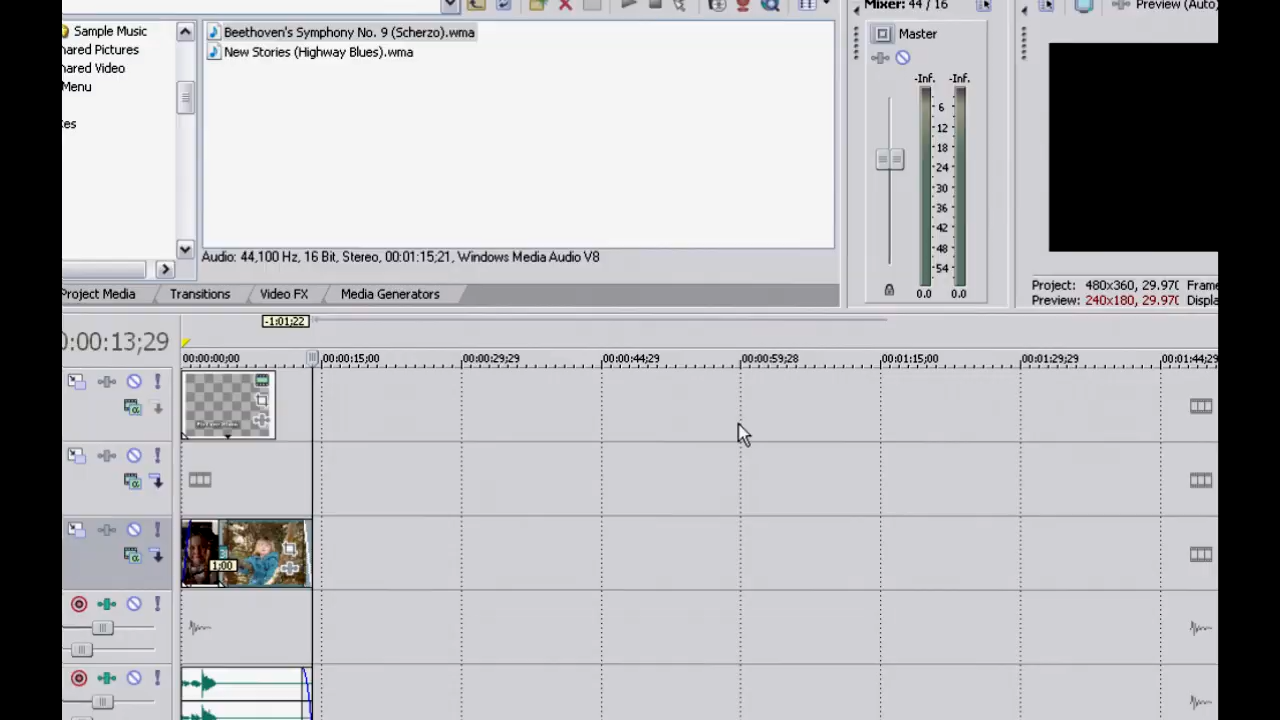 Mixer: 44 / 16
Preview (Auto)
Sample Music
hared Pictures
hared Video
Menu
ces
Beethoven's Symphony No. 9 (Scherzo).wma
New Stories (Highway Blues).wma
Audio: 44,100 Hz, 16 Bit, Stereo, 00:01:15;21, Windows Media Audio V8
Master
-Inf. -Inf.
6
12
18
24
30
36
42
48
54
0.0 0.0
Project: 480x360, 29.970 Frame
Preview: 240x180, 29.970 Displa
Project Media Transitions Video FX Media Generators
-1:01;22
0:00:13;29
00:00:00;00 00:00:15;00 00:00:29;29 00:00:44;29 00:00:59;28 00:01:15;00 00:01:29;29 00:01:44;29
1:00